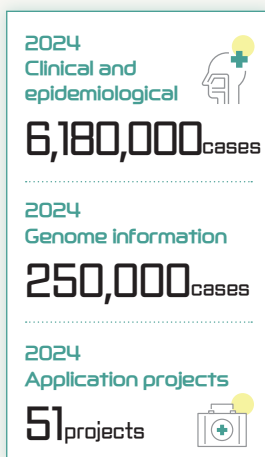 2024
Clinical and
epidemiological
6,180,000cases
2024
Genome information
250,000cases
2024
Application projects
51projects